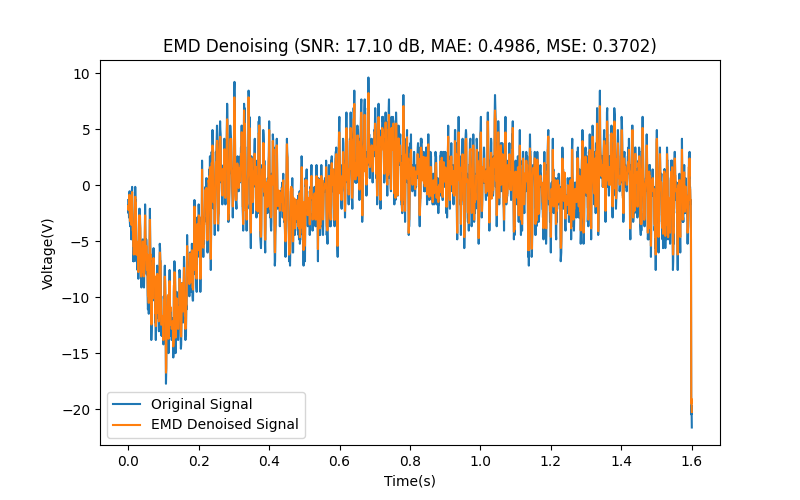 EMD Denoising (SNR: 17.10 dB, MAE: 0.4986, MSE: 0.3702)
10
5
0
−5
−10
−15
−20
Voltage(V)
Original Signal
EMD Denoised Signal
0.0 0.2 0.4 0.6 0.8 1.0 1.2 1.4 1.6
Time(s)